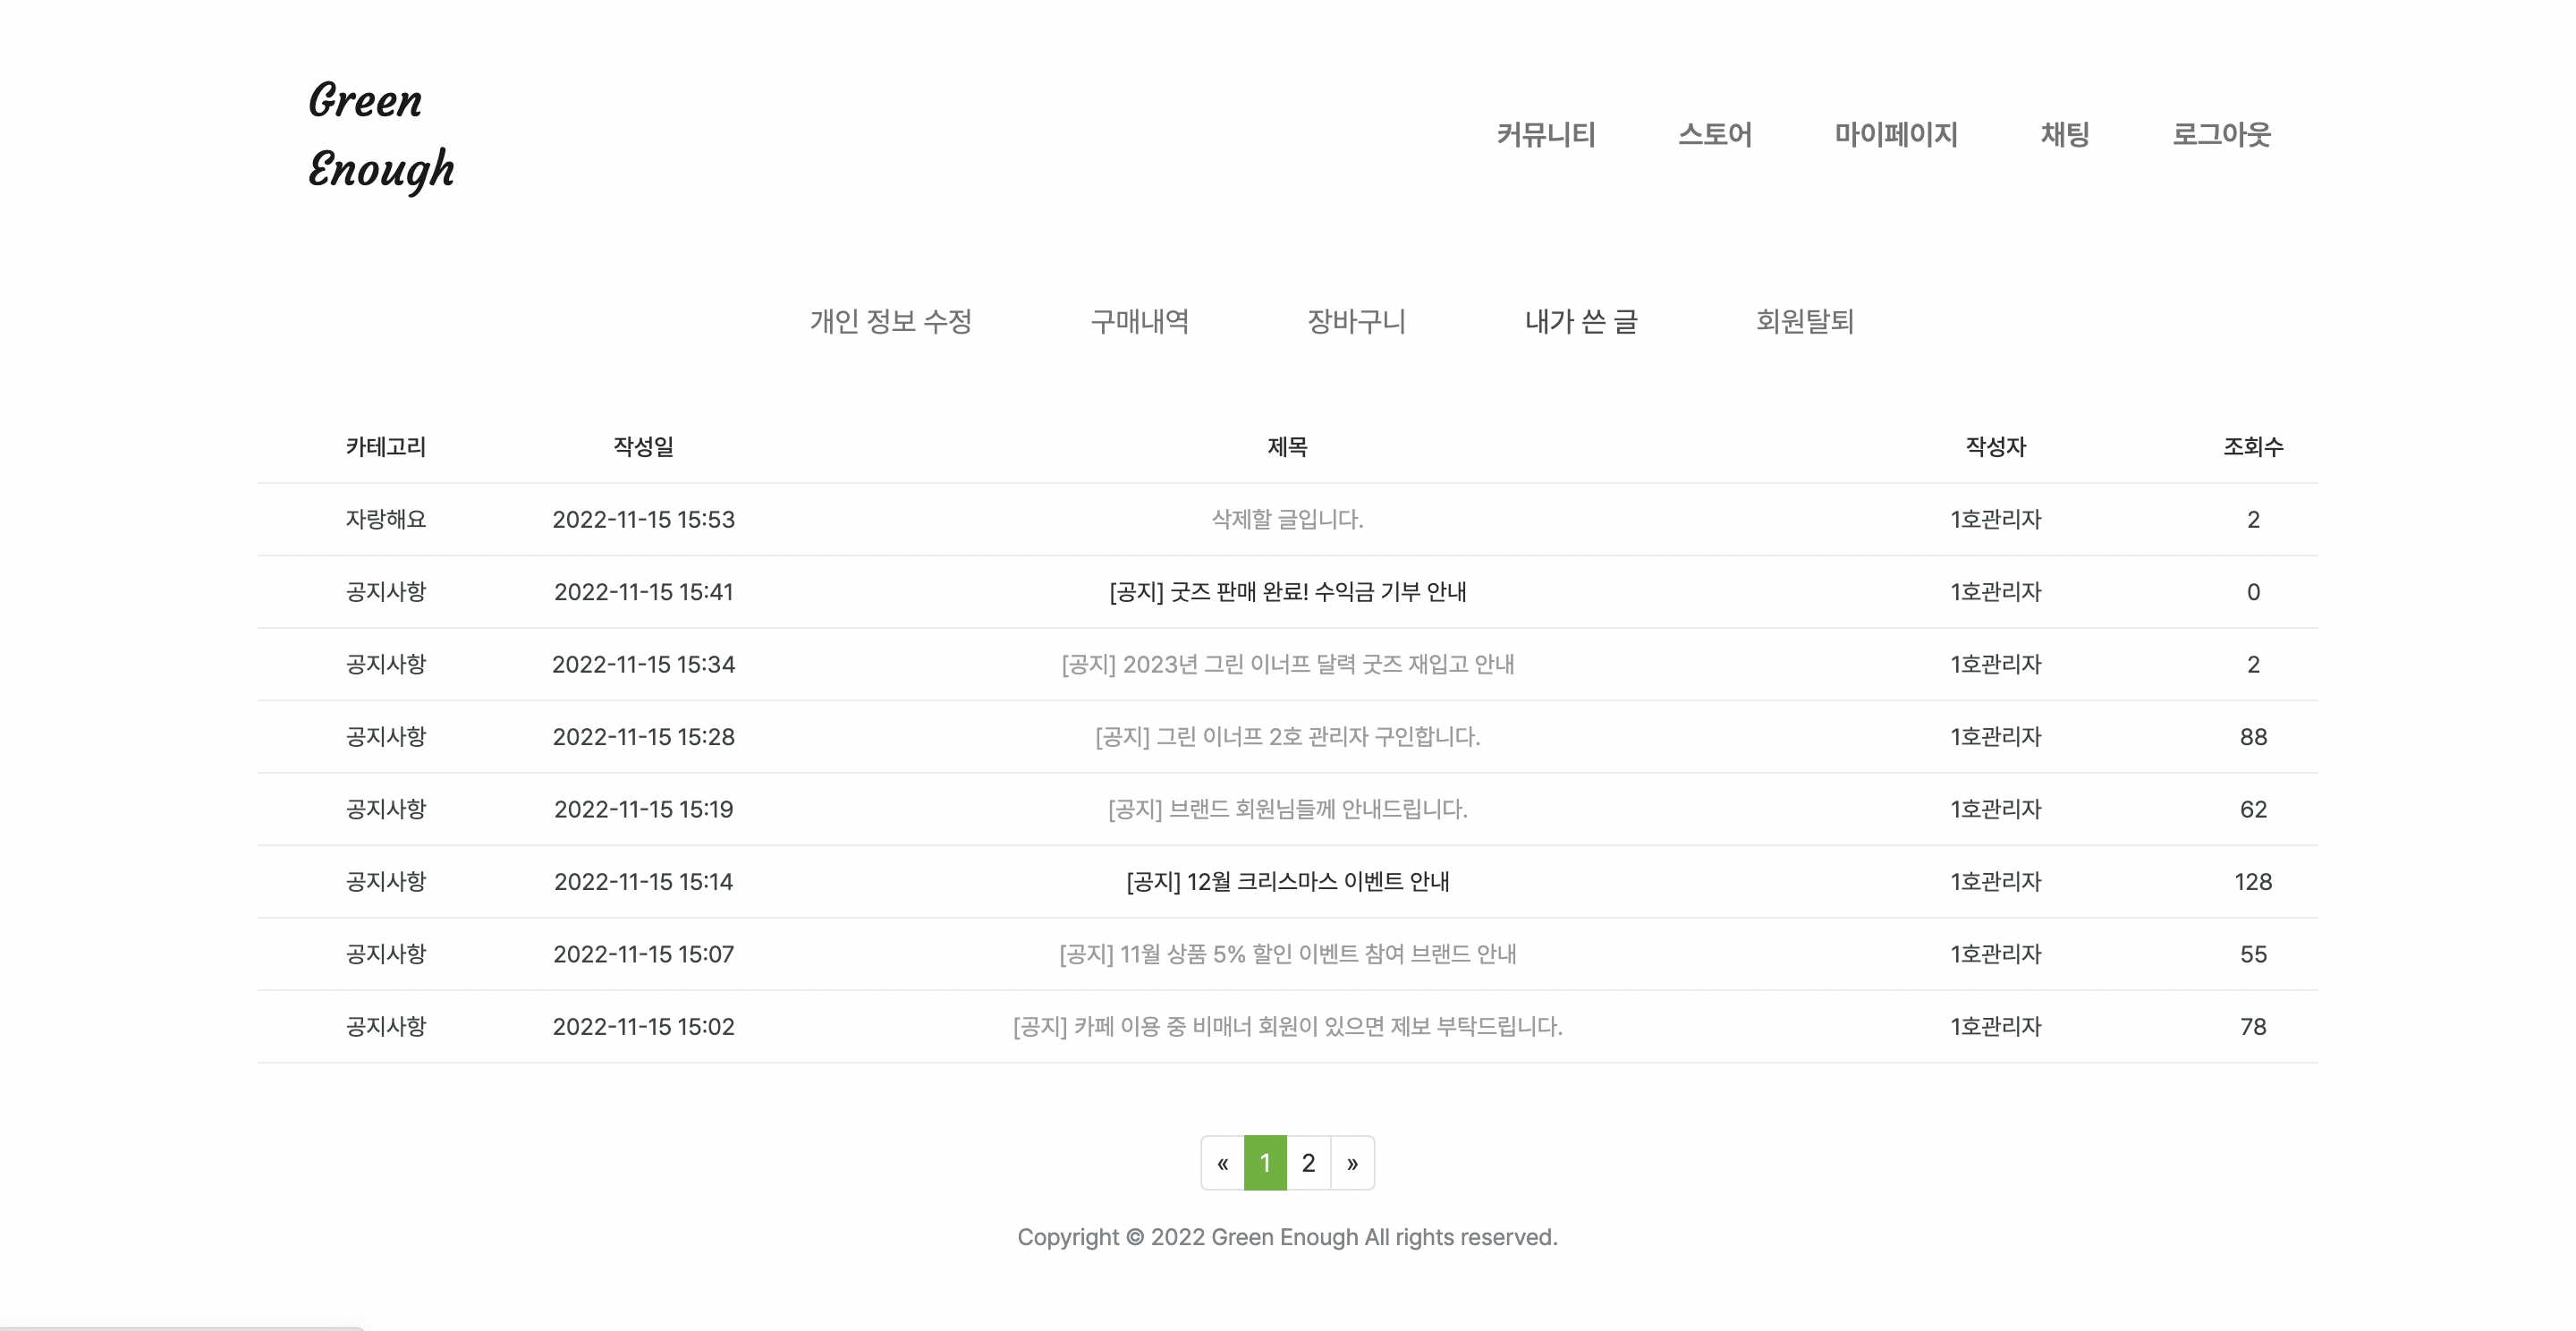 Green
Enough
커뮤니티 스토어 마이페이지 채팅 로그아웃
개인 정보 수정 구매내역 장바구니 내가 쓴 글 회원탈퇴
카테고리 작성일 제목 작성자 조회수
자랑해요 2022-11-15 15:53 삭제할 글입니다. 1호관리자 2
공지사항 2022-11-15 15:41 [공지] 굿즈 판매 완료! 수익금 기부 안내 1호관리자 0
공지사항 2022-11-15 15:34 [공지] 2023년 그린 이너프 달력 굿즈 재입고 안내 1호관리자 2
공지사항 2022-11-15 15:28 [공지] 그린 이너프 2호 관리자 구인합니다. 1호관리자 88
공지사항 2022-11-15 15:19 [공지] 브랜드 회원님들께 안내드립니다. 1호관리자 62
공지사항 2022-11-15 15:14 [공지] 12월 크리스마스 이벤트 안내 1호관리자 128
공지사항 2022-11-15 15:07 [공지] 11월 상품 5% 할인 이벤트 참여 브랜드 안내 1호관리자 55
공지사항 2022-11-15 15:02 [공지] 카페 이용 중 비매너 회원이 있으면 제보 부탁드립니다. 1호관리자 78
« 1 2 »
Copyright © 2022 Green Enough All rights reserved.